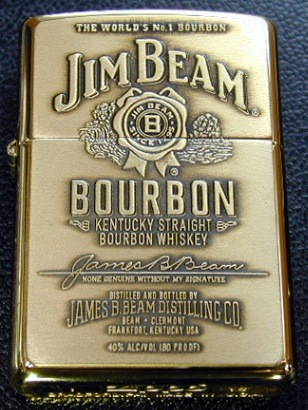 THE WORLD'S No.1 BOURBON
JIM BEAM®
B
®
BOURBON
KENTUCKY STRAIGHT
BOURBON WHISKEY
James B. Beam
NONE GENUINE WITHOUT MY SIGNATURE
DISTILLED AND BOTTLED BY
JAMES B. BEAM DISTILLING CO.
BEAM • CLERMONT
FRANKFORT, KENTUCKY USA
40% ALC/VOL (80 PROOF)